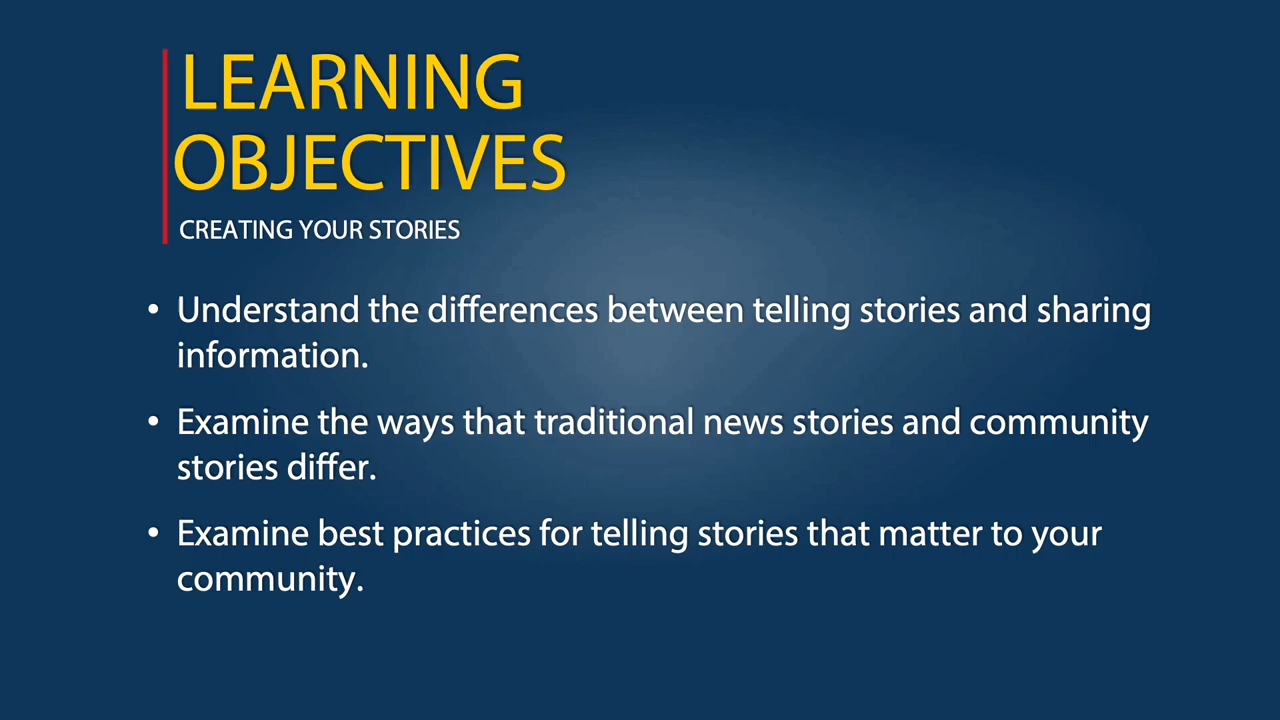 LEARNING
OBJECTIVES
CREATING YOUR STORIES
• Understand the differences between telling stories and sharing
information.
• Examine the ways that traditional news stories and community
stories differ.
• Examine best practices for telling stories that matter to your
community.